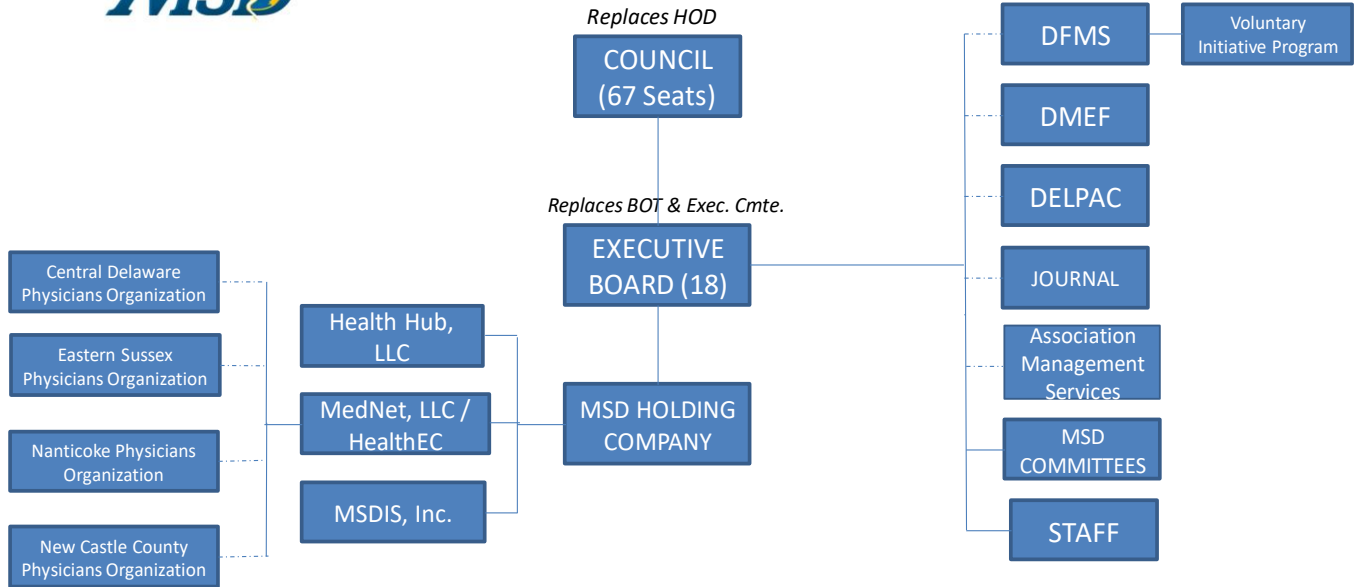 MSD
Replaces HOD
COUNCIL
(67 Seats)
Replaces BOT & Exec. Cmte.
EXECUTIVE
BOARD (18)
MSD HOLDING
COMPANY
Health Hub,
LLC
MedNet, LLC /
HealthEC
MSDIS, Inc.
Central Delaware
Physicians Organization
Eastern Sussex
Physicians Organization
Nanticoke Physicians
Organization
New Castle County
Physicians Organization
DFMS
Voluntary
Initiative Program
DMEF
DELPAC
JOURNAL
Association
Management
Services
MSD
COMMITTEES
STAFF